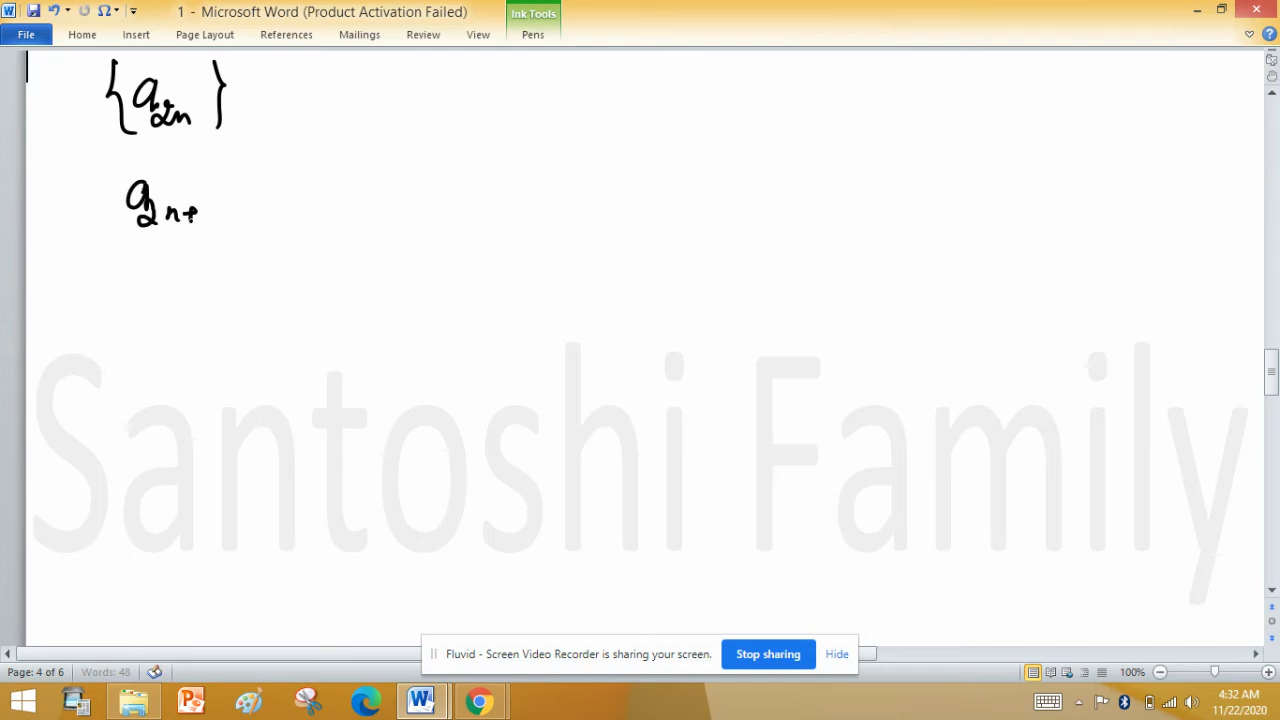 1 - Microsoft Word (Product Activation Failed)
Ink Tools
File Home Insert Page Layout References Mailings Review View Pens
{a₂ₙ}
a₂ₙ₊
Santoshi Family
Fluvid - Screen Video Recorder is sharing your screen. Stop sharing Hide
Page: 4 of 6 Words: 48 100%
4:32 AM
11/22/2020